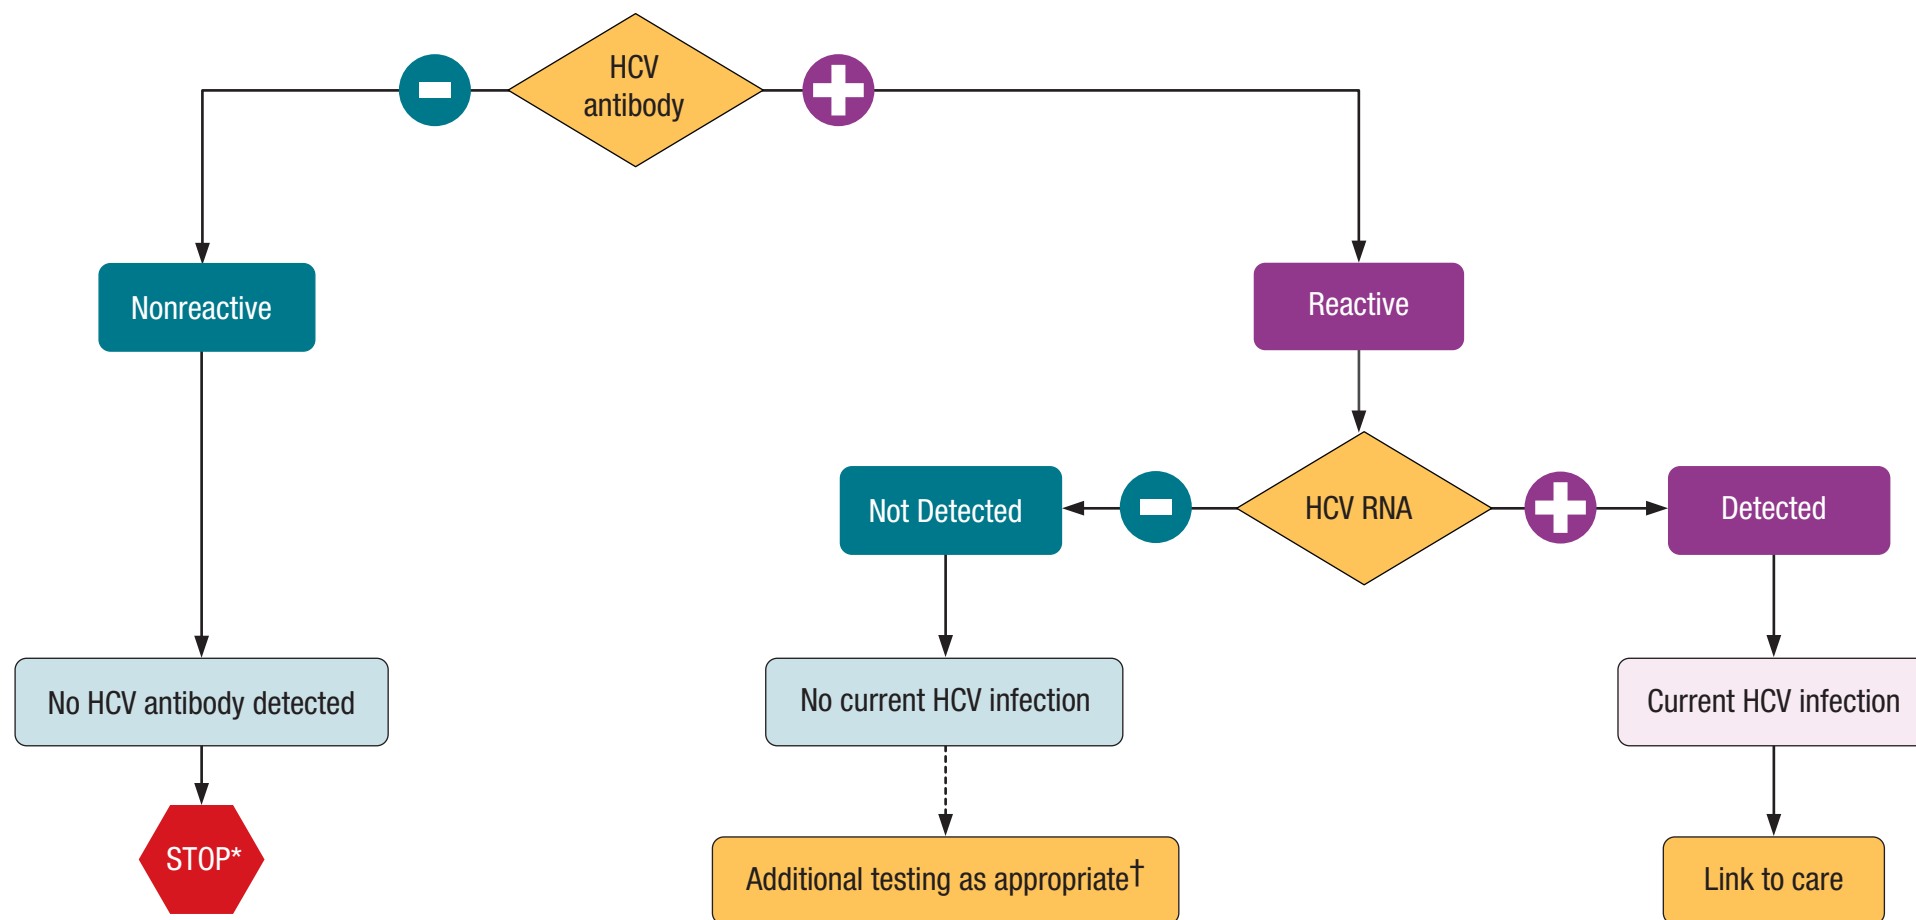 HCV
antibody
Nonreactive
Reactive
Not Detected
HCV RNA
Detected
No HCV antibody detected
No current HCV infection
Current HCV infection
STOP*
Additional testing as appropriate†
Link to care